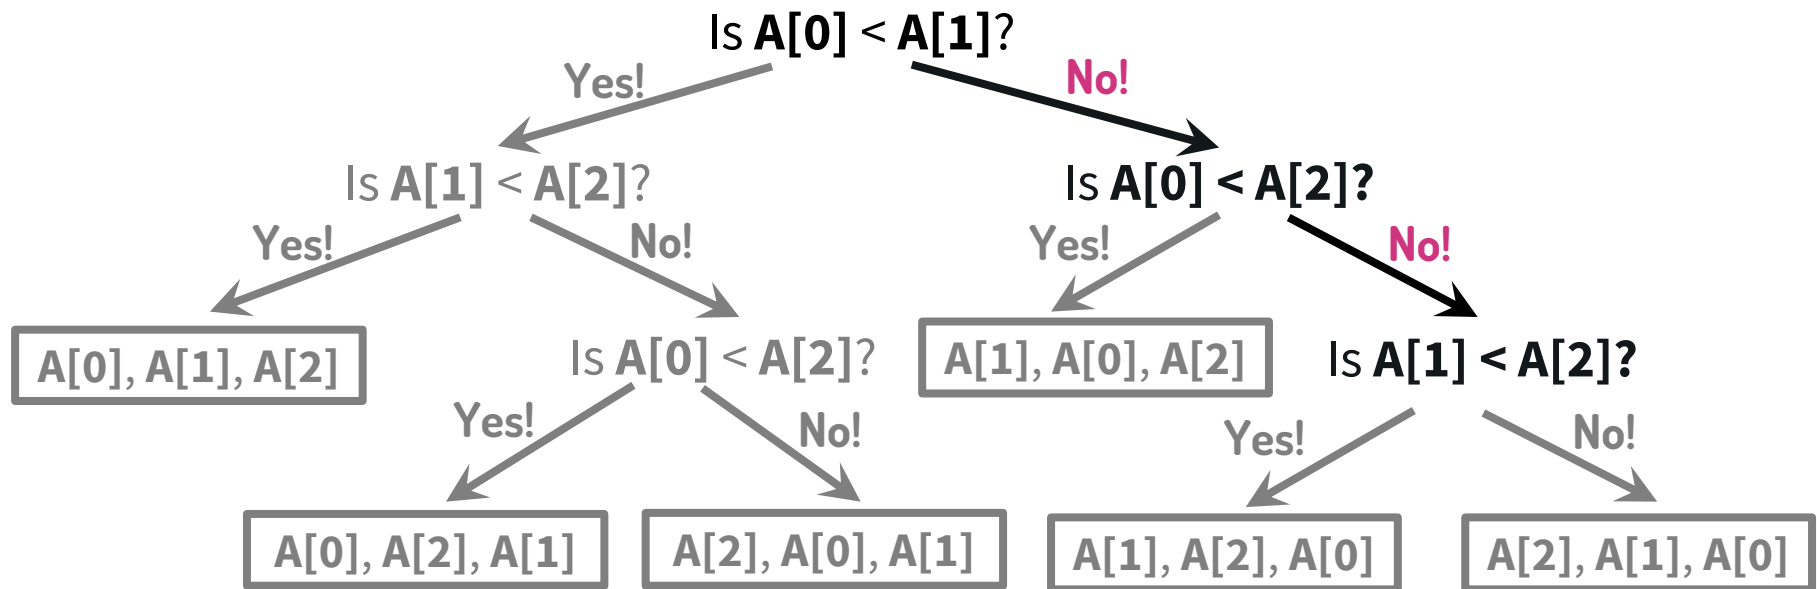 Is A[0] < A[1]?
Yes!
No!
Is A[1] < A[2]?
Is A[0] < A[2]?
Yes!
No!
Yes!
No!
A[0], A[1], A[2]
Is A[0] < A[2]?
A[1], A[0], A[2]
Is A[1] < A[2]?
Yes!
No!
Yes!
No!
A[0], A[2], A[1]
A[2], A[0], A[1]
A[1], A[2], A[0]
A[2], A[1], A[0]